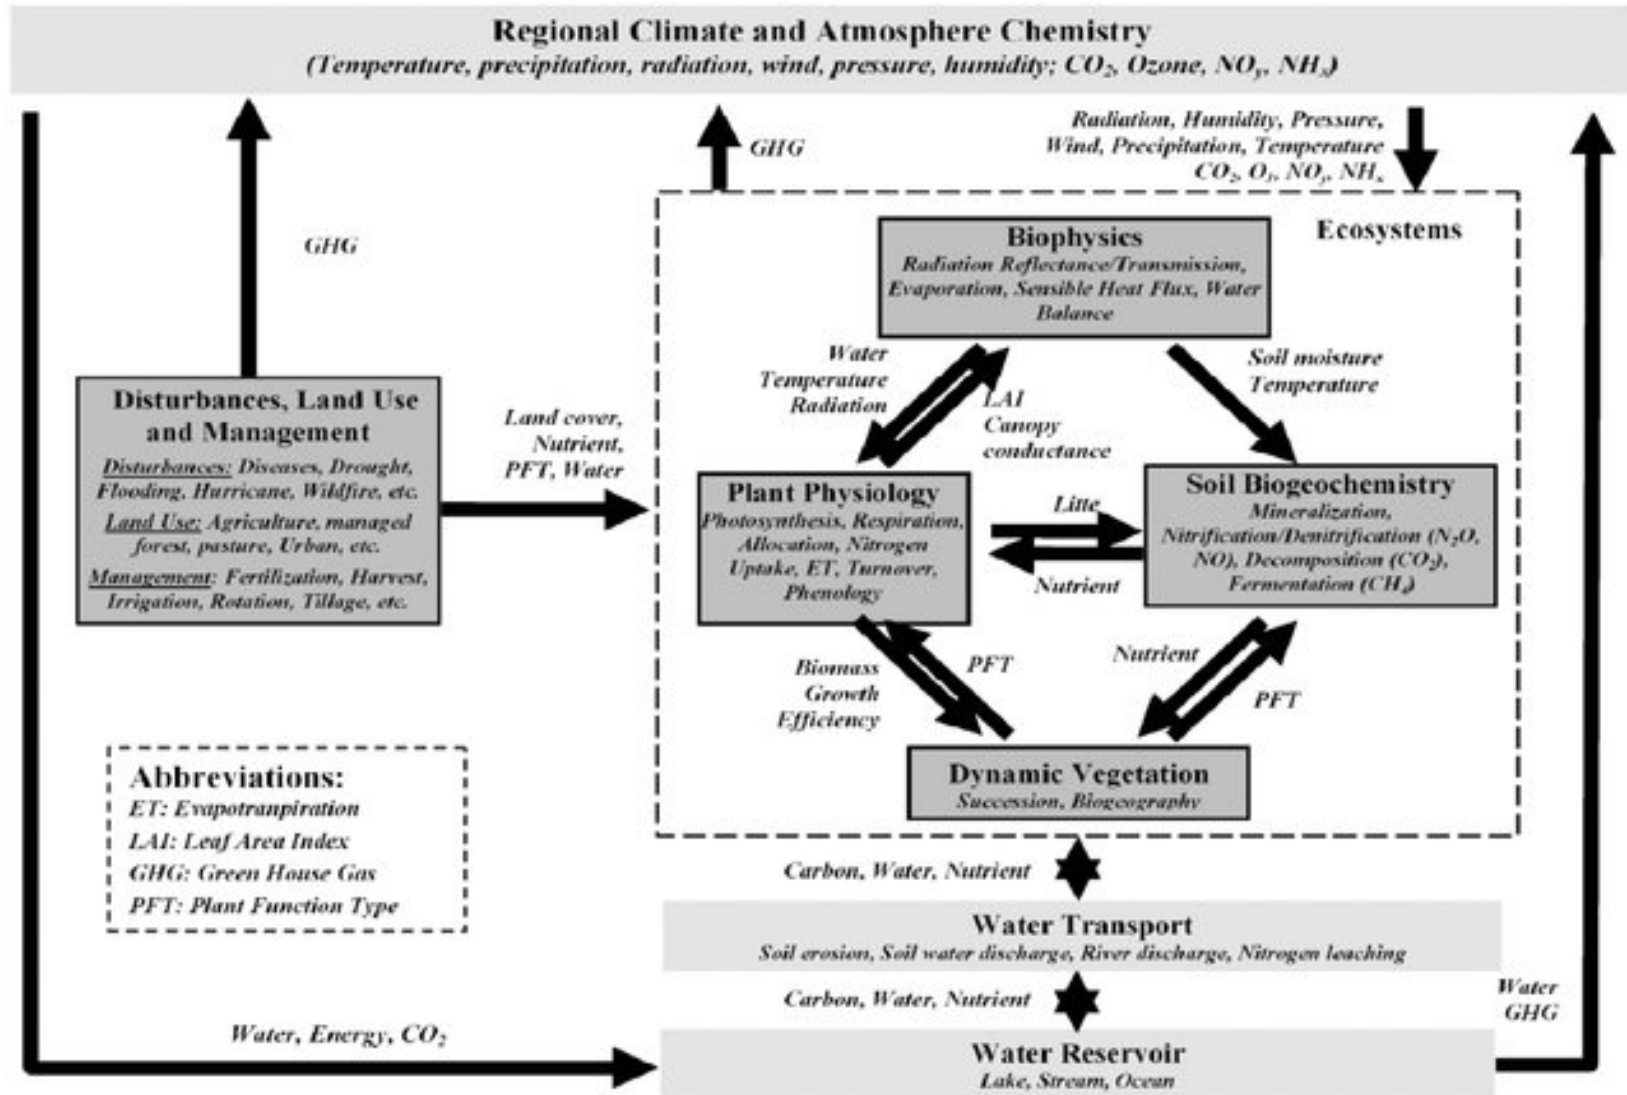 Regional Climate and Atmosphere Chemistry
(Temperature, precipitation, radiation, wind, pressure, humidity; CO₂, Ozone, NOᵧ, NHₓ)
GHG
Radiation, Humidity, Pressure,
Wind, Precipitation, Temperature
CO₂, O₃, NOᵧ, NHₓ
GHG
Ecosystems
Biophysics
Radiation Reflectance/Transmission,
Evaporation, Sensible Heat Flux, Water
Balance
Water
Temperature
Radiation
LAI
Canopy
conductance
Soil moisture
Temperature
Disturbances, Land Use
and Management
Disturbances: Diseases, Drought,
Flooding, Hurricane, Wildfire, etc.
Land Use: Agriculture, managed
forest, pasture, Urban, etc.
Management: Fertilization, Harvest,
Irrigation, Rotation, Tillage, etc.
Land cover,
Nutrient,
PFT, Water
Plant Physiology
Photosynthesis, Respiration,
Allocation, Nitrogen
Uptake, ET, Turnover,
Phenology
Litte
Nutrient
Soil Biogeochemistry
Mineralization,
Nitrification/Denitrification (N₂O,
NO), Decomposition (CO₂),
Fermentation (CH₄)
Biomass
Growth
Efficiency
PFT
Nutrient
PFT
Dynamic Vegetation
Succession, Biogeography
Abbreviations:
ET: Evapotranpiration
LAI: Leaf Area Index
GHG: Green House Gas
PFT: Plant Function Type
Carbon, Water, Nutrient
Water Transport
Soil erosion, Soil water discharge, River discharge, Nitrogen leaching
Carbon, Water, Nutrient
Water
GHG
Water, Energy, CO₂
Water Reservoir
Lake, Stream, Ocean